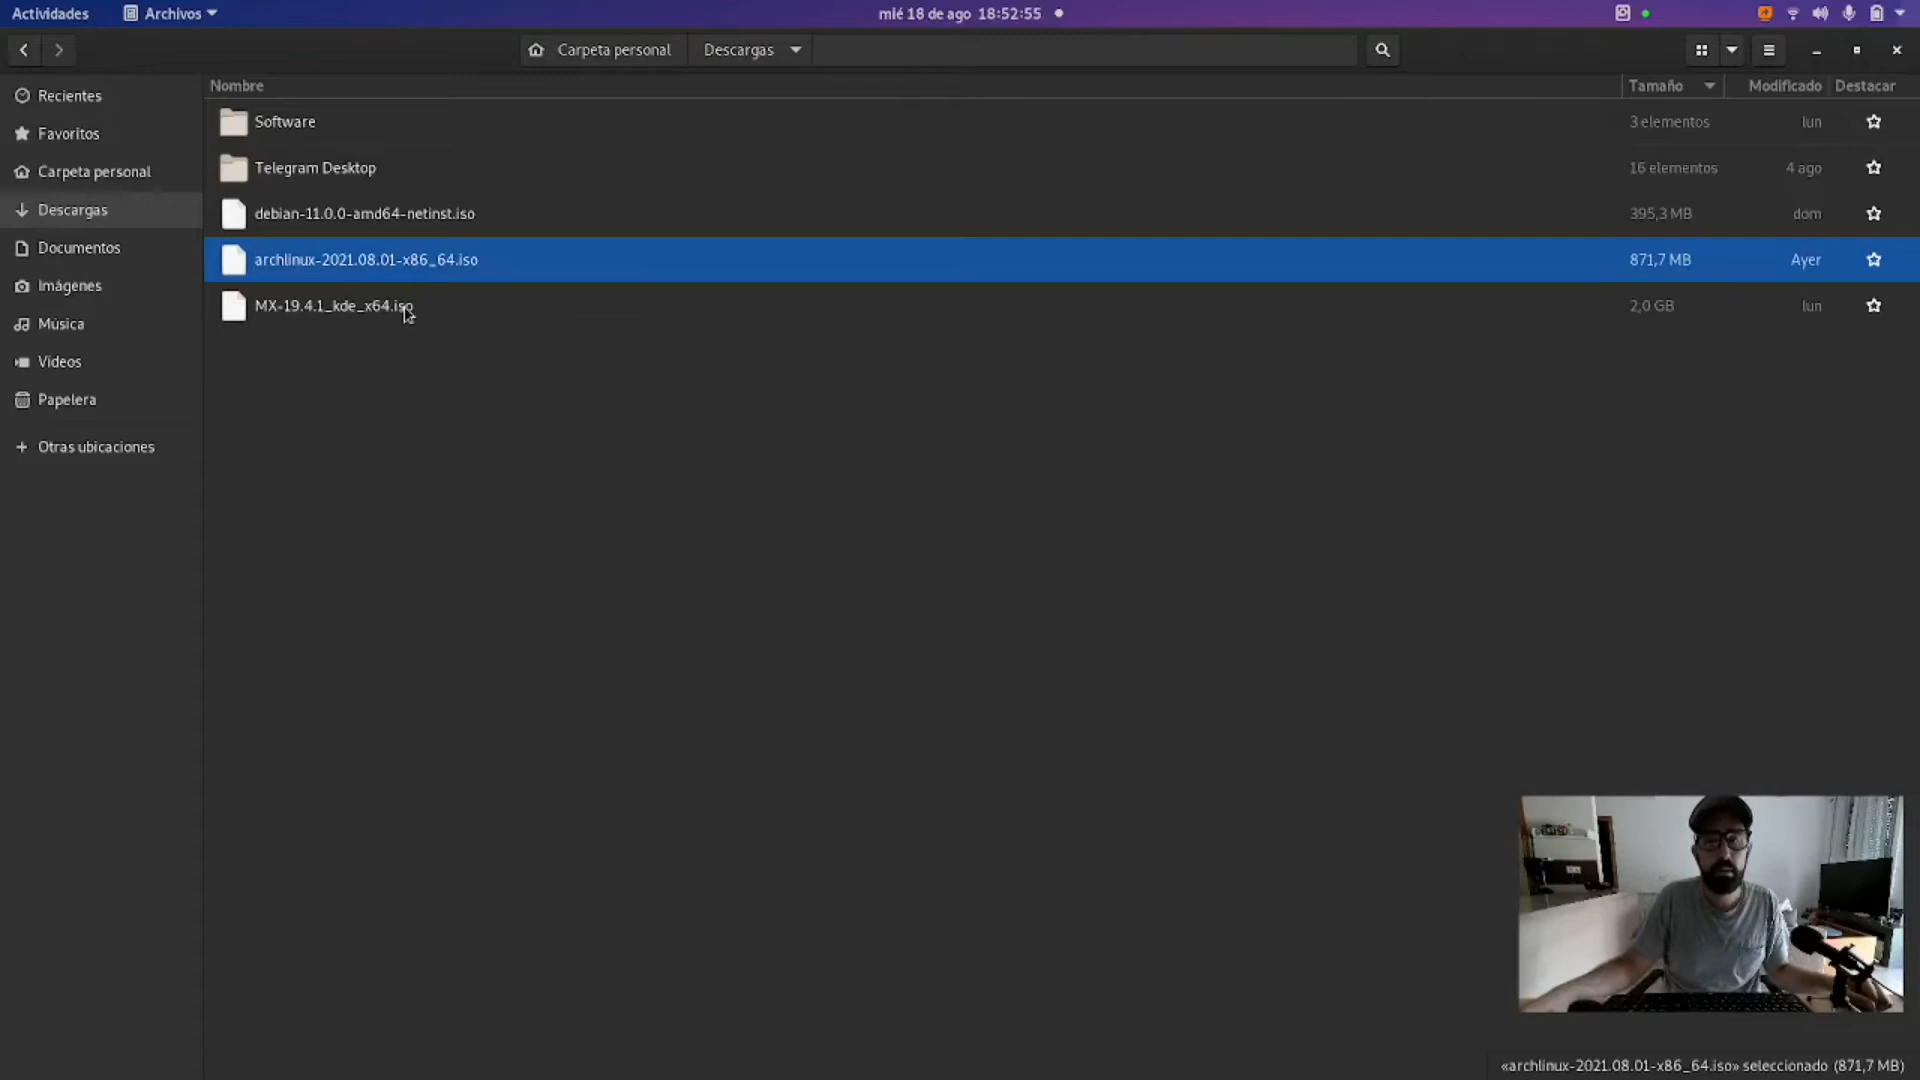 Actividades Archivos mié 18 de ago 18:52:55
Carpeta personal Descargas
Nombre Tamaño Modificado Destacar
Recientes
Favoritos
Carpeta personal
Descargas
Documentos
Imágenes
Música
Vídeos
Papelera
Otras ubicaciones
Software 3 elementos lun
Telegram Desktop 16 elementos 4 ago
debian-11.0.0-amd64-netinst.iso 395,3 MB dom
archlinux-2021.08.01-x86_64.iso 871,7 MB Ayer
MX-19.4.1_kde_x64.iso 2,0 GB lun
«archlinux-2021.08.01-x86_64.iso» seleccionado (871,7 MB)